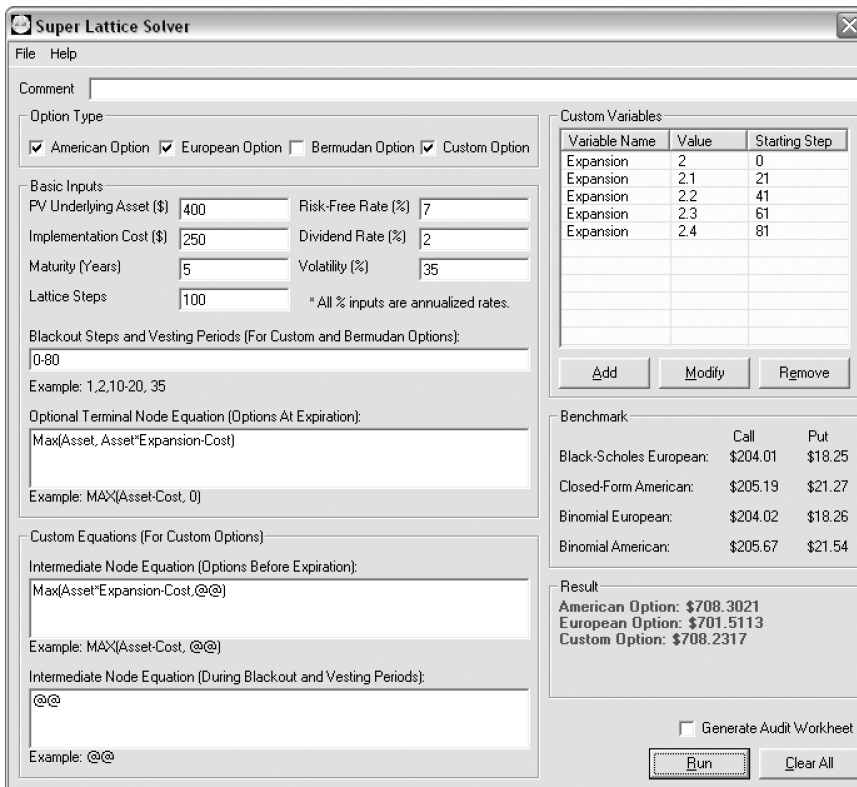 Super Lattice Solver
File Help
Comment
Option Type
American Option European Option Bermudan Option Custom Option
Basic Inputs
PV Underlying Asset ($) 400 Risk-Free Rate (%) 7
Implementation Cost ($) 250 Dividend Rate (%) 2
Maturity (Years) 5 Volatility (%) 35
Lattice Steps 100 * All % inputs are annualized rates.
Blackout Steps and Vesting Periods (For Custom and Bermudan Options):
0-80
Example: 1,2,10-20, 35
Optional Terminal Node Equation (Options At Expiration):
Max(Asset, Asset*Expansion-Cost)
Example: MAX(Asset-Cost, 0)
Custom Equations (For Custom Options)
Intermediate Node Equation (Options Before Expiration):
Max(Asset*Expansion-Cost,@@)
Example: MAX(Asset-Cost, @@)
Intermediate Node Equation (During Blackout and Vesting Periods):
@@
Example: @@
Custom Variables
Variable Name Value Starting Step
Expansion 2 0
Expansion 2.1 21
Expansion 2.2 41
Expansion 2.3 61
Expansion 2.4 81
Add Modify Remove
Benchmark
Call Put
Black-Scholes European: $204.01 $18.25
Closed-Form American: $205.19 $21.27
Binomial European: $204.02 $18.26
Binomial American: $205.67 $21.54
Result
American Option: $708.3021
European Option: $701.5113
Custom Option: $708.2317
Generate Audit Workheet
Run Clear All